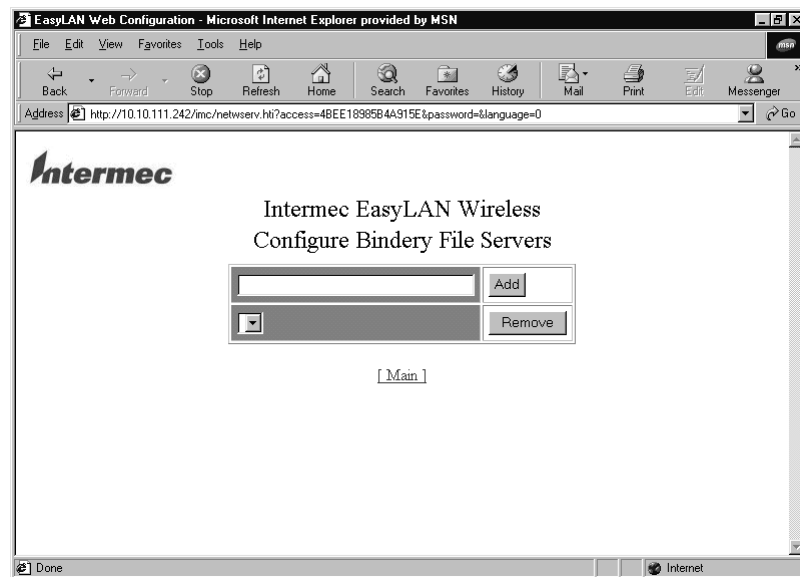 EasyLAN Web Configuration - Microsoft Internet Explorer provided by MSN
File Edit View Favorites Tools Help
msn
Back Forward Stop Refresh Home Search Favorites History Mail Print Edit Messenger
Address http://10.10.111.242/imc/netwserv.hti?access=4BEE18985B4A915E&password=&language=0 Go
Intermec
Intermec EasyLAN Wireless
Configure Bindery File Servers
Add
Remove
[ Main ]
Done Internet